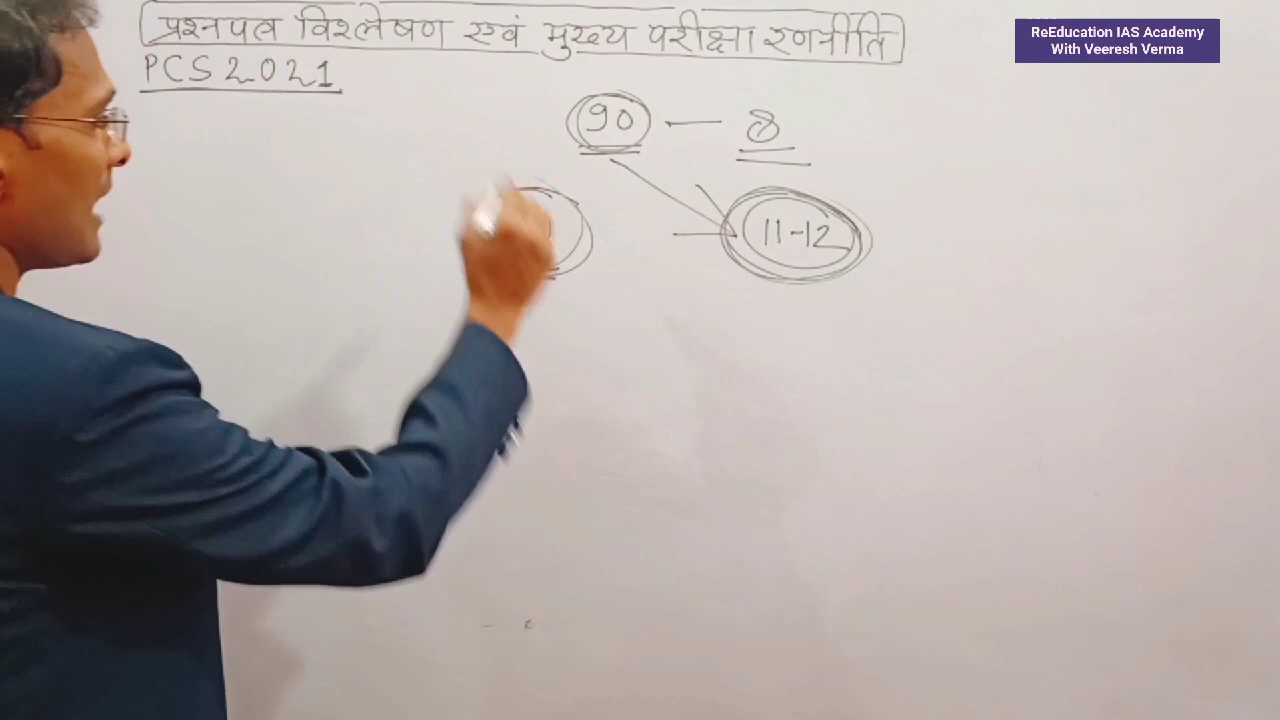 प्रश्नपत्र विश्लेषण एवं मुख्य परीक्षा रणनीति
PCS 2021
ReEducation IAS Academy
With Veeresh Verma
90 — 8
11-12